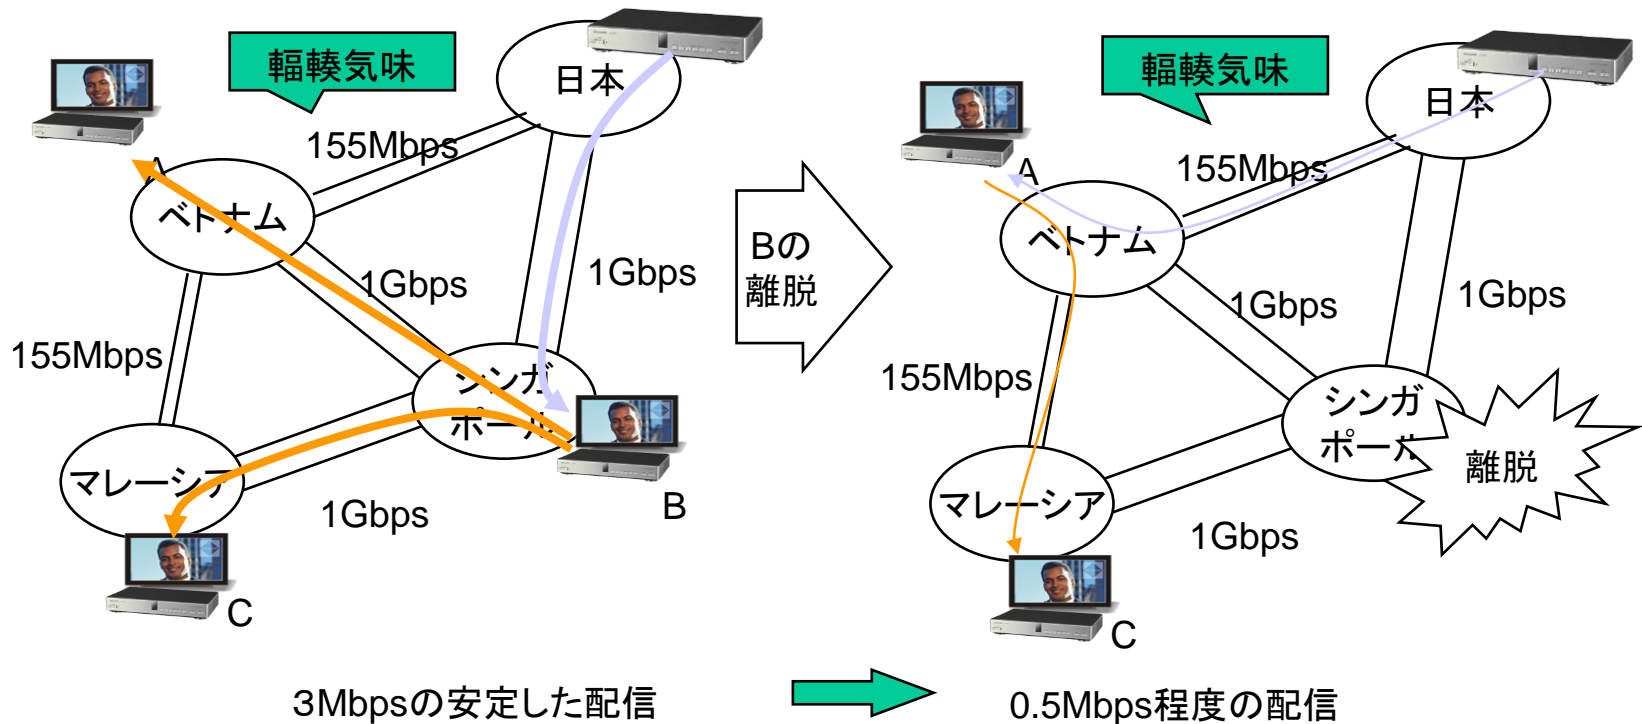 輻輳気味
日本
155Mbps
A
ベトナム
1Gbps
1Gbps
155Mbps
シンガ
ポール
マレーシア
1Gbps
B
C
3Mbpsの安定した配信
Bの
離脱
輻輳気味
日本
155Mbps
A
ベトナム
1Gbps
1Gbps
155Mbps
シンガ
ポール
離脱
マレーシア
1Gbps
C
0.5Mbps程度の配信